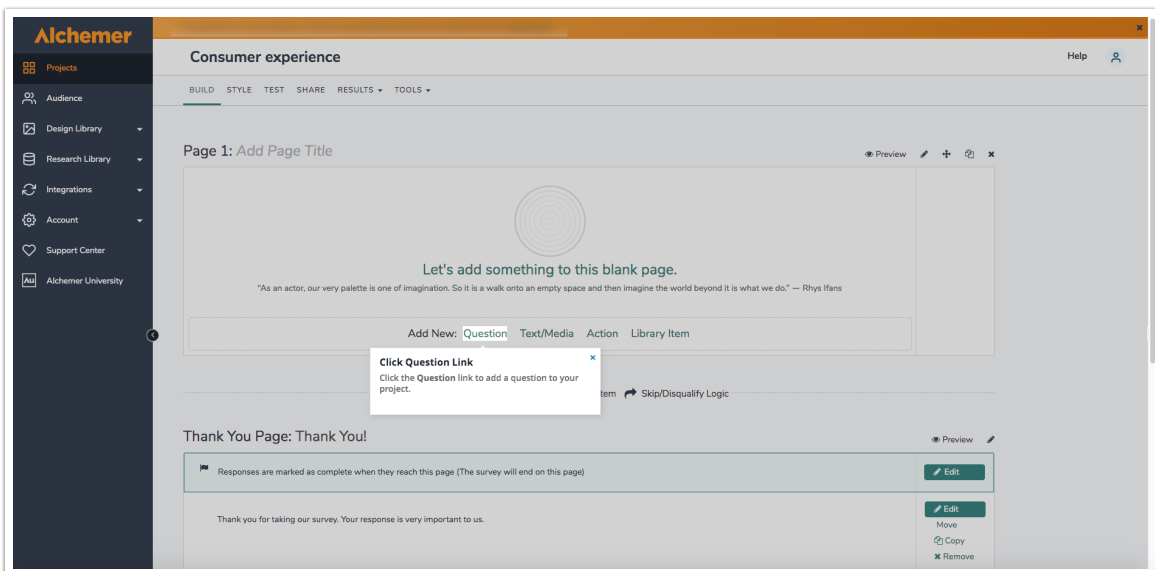 Alchemer
Consumer experience
Help
Projects
Audience
Design Library
Research Library
Integrations
Account
Support Center
Au Alchemer University
BUILD STYLE TEST SHARE RESULTS TOOLS
Page 1: Add Page Title
Preview
Let's add something to this blank page.
"As an actor, our very palette is one of imagination. So it is a walk onto an empty space and then imagine the world beyond it is what we do." — Rhys Ifans
Add New: Question Text/Media Action Library Item
Click Question Link
Click the Question link to add a question to your
project.
tem Skip/Disqualify Logic
Thank You Page: Thank You!
Preview
Responses are marked as complete when they reach this page (The survey will end on this page)
Edit
Thank you for taking our survey. Your response is very important to us.
Edit
Move
Copy
Remove